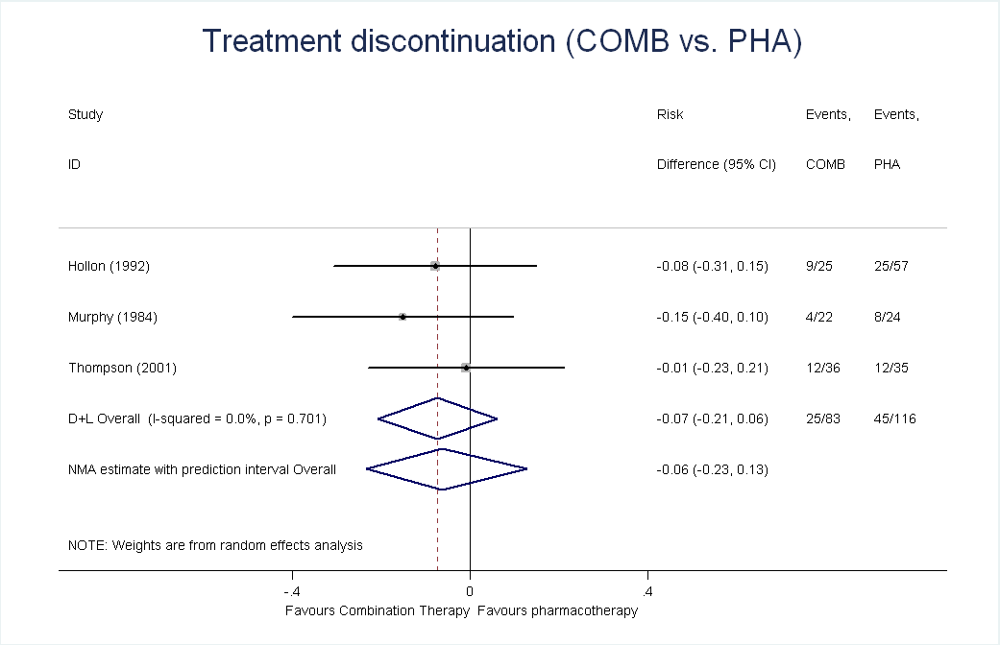 Treatment discontinuation (COMB vs. PHA)
Study Risk Events, Events,
ID Difference (95% CI) COMB PHA
Hollon (1992) -0.08 (-0.31, 0.15) 9/25 25/57
Murphy (1984) -0.15 (-0.40, 0.10) 4/22 8/24
Thompson (2001) -0.01 (-0.23, 0.21) 12/36 12/35
D+L Overall (I-squared = 0.0%, p = 0.701) -0.07 (-0.21, 0.06) 25/83 45/116
NMA estimate with prediction interval Overall -0.06 (-0.23, 0.13)
NOTE: Weights are from random effects analysis
-.4 0 .4
Favours Combination Therapy Favours pharmacotherapy